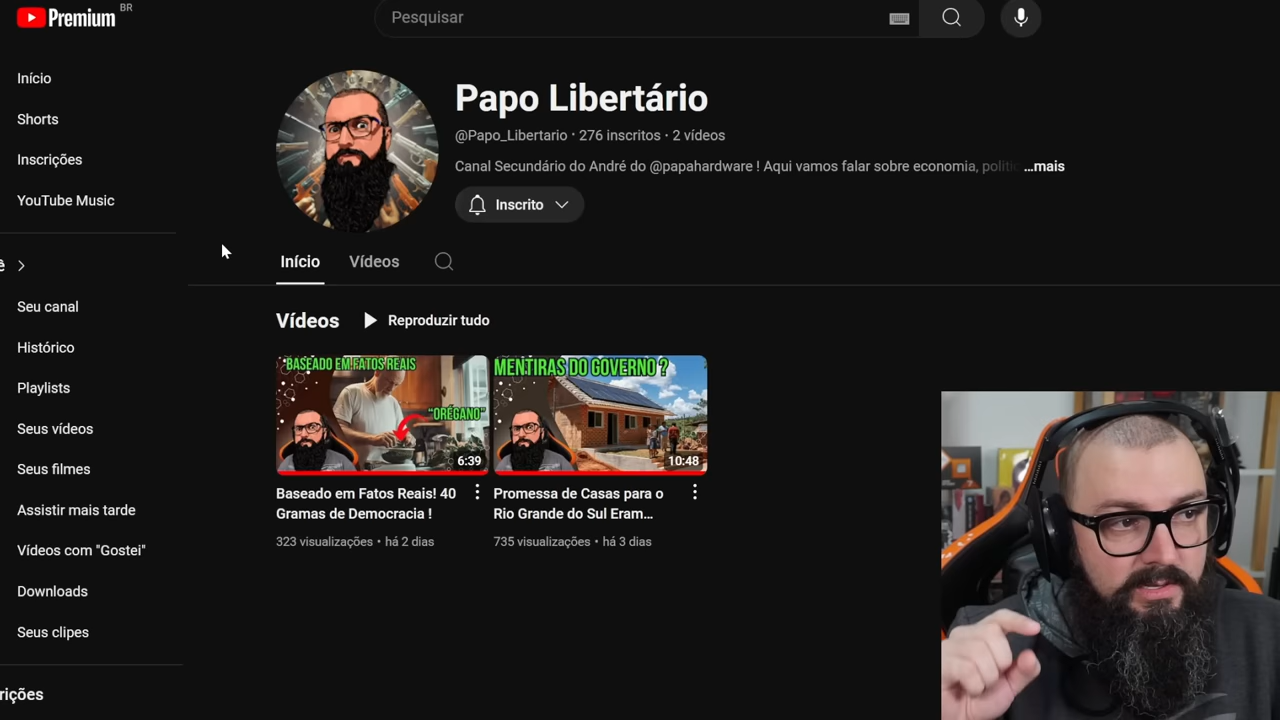 Premium BR
Pesquisar
Início
Shorts
Inscrições
YouTube Music
ê
Seu canal
Histórico
Playlists
Seus vídeos
Seus filmes
Assistir mais tarde
Vídeos com "Gostei"
Downloads
Seus clipes
rições
Papo Libertário
@Papo_Libertario · 276 inscritos · 2 vídeos
Canal Secundário do André do @papahardware ! Aqui vamos falar sobre economia, polític ...mais
Inscrito
Início Vídeos
Vídeos Reproduzir tudo
BASEADO EM FATOS REAIS
"ORÉGANO"
6:39
Baseado em Fatos Reais! 40
Gramas de Democracia !
323 visualizações • há 2 dias
MENTIRAS DO GOVERNO ?
10:48
Promessa de Casas para o
Rio Grande do Sul Eram...
735 visualizações • há 3 dias